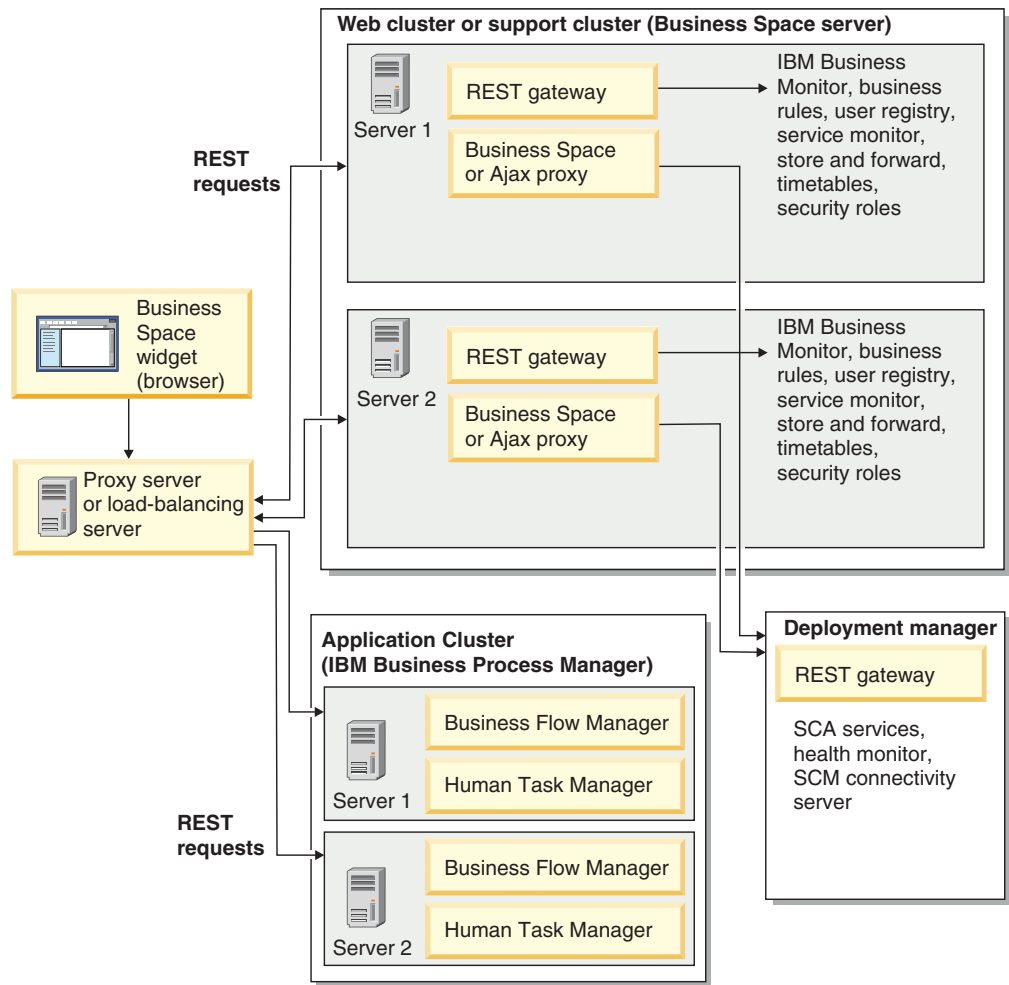 Web cluster or support cluster (Business Space server)
Server 1
REST gateway
Business Space
or Ajax proxy
IBM Business
Monitor, business
rules, user registry,
service monitor,
store and forward,
timetables,
security roles
REST
requests
Business
Space
widget
(browser)
Server 2
REST gateway
Business Space
or Ajax proxy
IBM Business
Monitor, business
rules, user registry,
service monitor,
store and forward,
timetables,
security roles
Proxy server
or load-balancing
server
Application Cluster
(IBM Business Process Manager)
Server 1
Business Flow Manager
Human Task Manager
REST
requests
Server 2
Business Flow Manager
Human Task Manager
Deployment manager
REST gateway
SCA services,
health monitor,
SCM connectivity
server